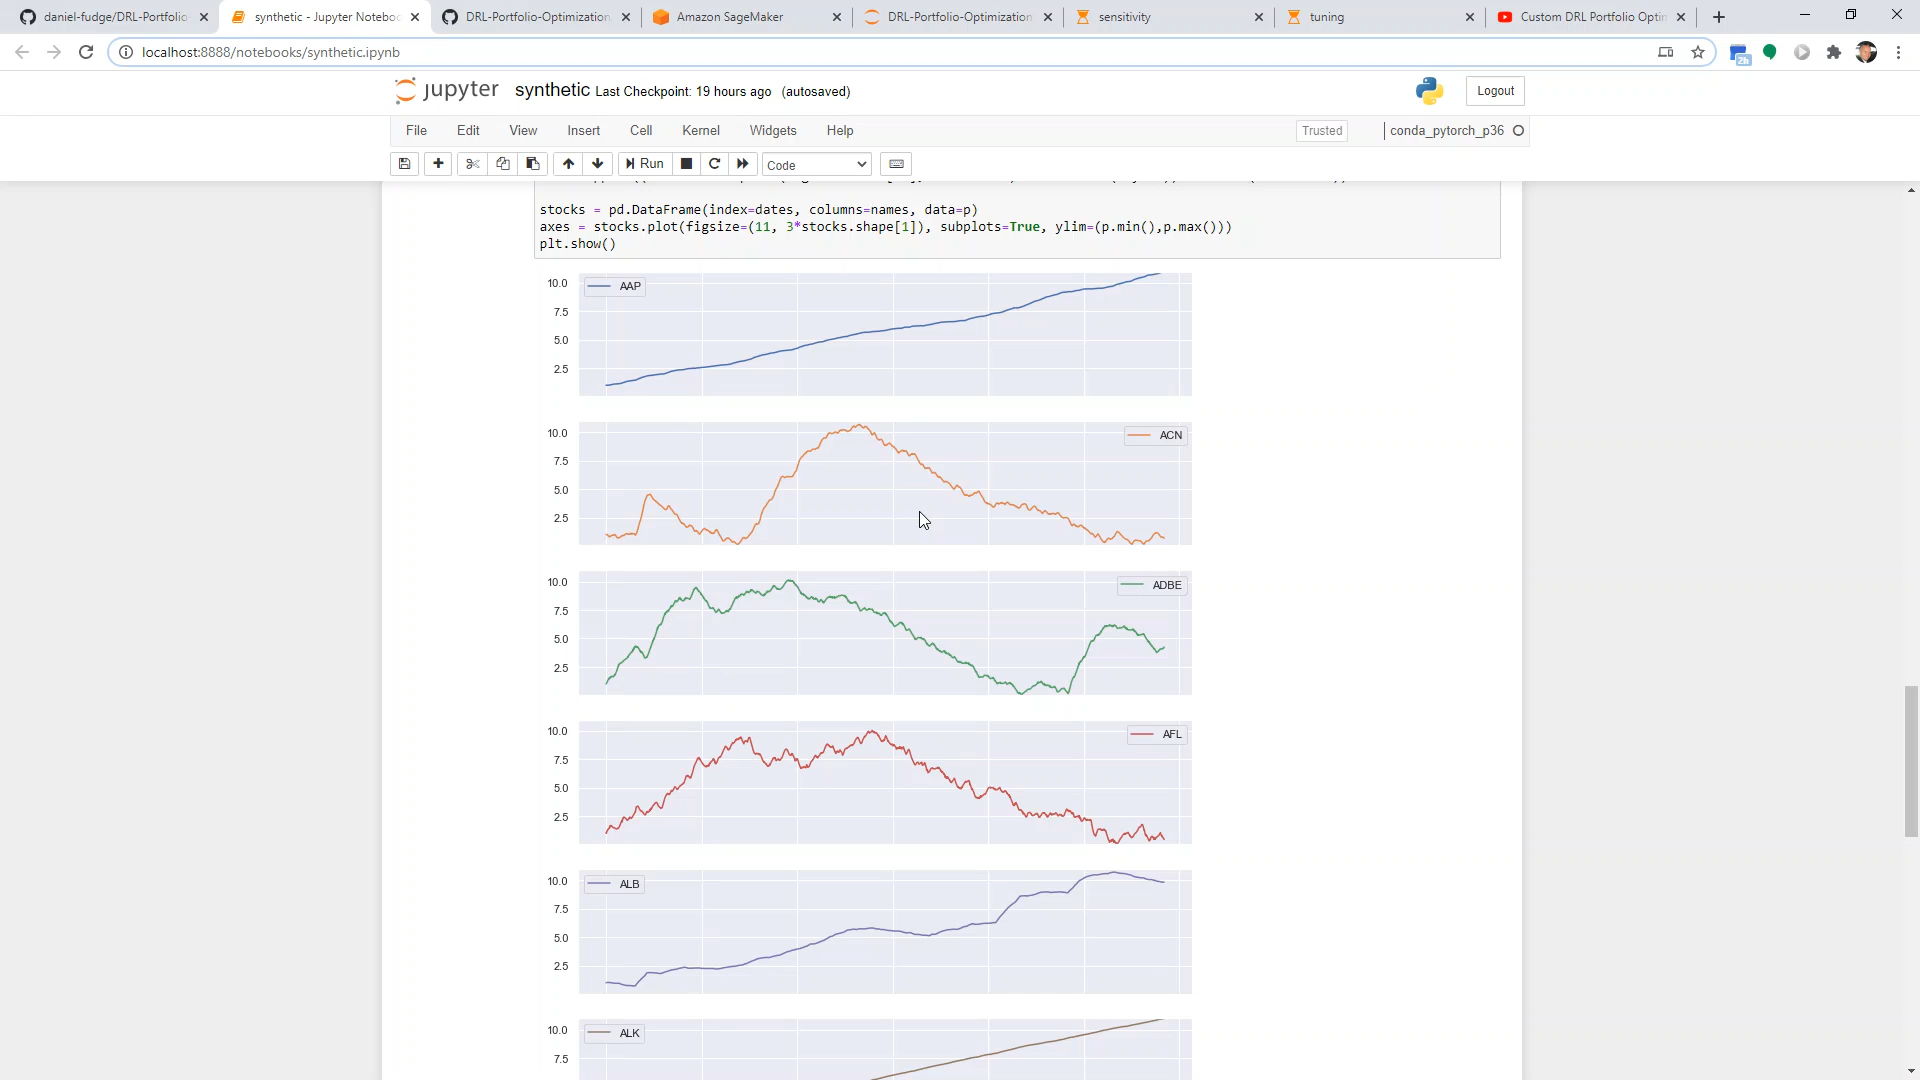 daniel-fudge/DRL-Portfolio
synthetic - Jupyter Noteboo
DRL-Portfolio-Optimization
Amazon SageMaker
DRL-Portfolio-Optimization
sensitivity
tuning
Custom DRL Portfolio Optim
localhost:8888/notebooks/synthetic.ipynb
2h
jupyter synthetic Last Checkpoint: 19 hours ago (autosaved)
Logout
File Edit View Insert Cell Kernel Widgets Help
Trusted
conda_pytorch_p36
Run
Code
stocks = pd.DataFrame(index=dates, columns=names, data=p)
axes = stocks.plot(figsize=(11, 3*stocks.shape[1]), subplots=True, ylim=(p.min(),p.max()))
plt.show()
10.0
7.5
5.0
2.5
AAP
10.0
7.5
5.0
2.5
ACN
10.0
7.5
5.0
2.5
ADBE
10.0
7.5
5.0
2.5
AFL
10.0
7.5
5.0
2.5
ALB
10.0
7.5
ALK